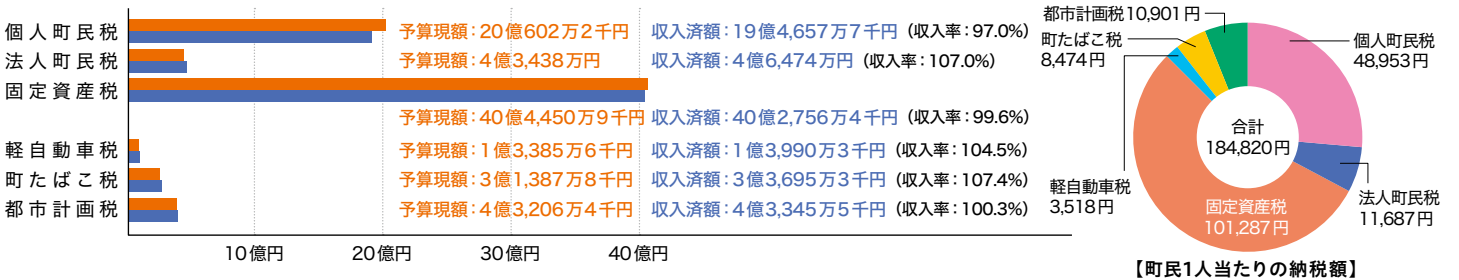 個人町民税 予算現額：20億602万2千円 収入済額：19億4,657万7千円（収入率：97.0%）
法人町民税 予算現額：4億3,438万円 収入済額：4億6,474万円（収入率：107.0%）
固定資産税
予算現額：40億4,450万9千円 収入済額：40億2,756万4千円（収入率：99.6%）
軽自動車税 予算現額：1億3,385万6千円 収入済額：1億3,990万3千円（収入率：104.5%）
町たばこ税 予算現額：3億1,387万8千円 収入済額：3億3,695万3千円（収入率：107.4%）
都市計画税 予算現額：4億3,206万4千円 収入済額：4億3,345万5千円（収入率：100.3%）
10億円 20億円 30億円 40億円
都市計画税10,901円
町たばこ税
8,474円
個人町民税
48,953円
合計
184,820円
軽自動車税
3,518円
固定資産税
101,287円
法人町民税
11,687円
【町民1人当たりの納税額】